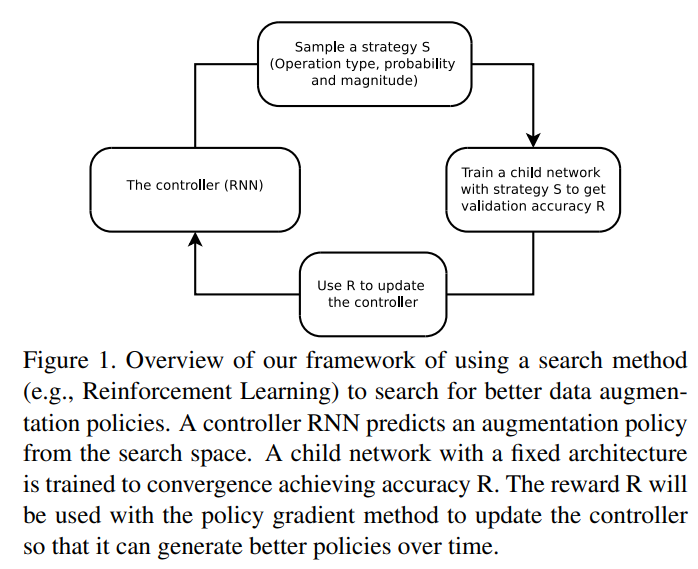 Sample a strategy S
(Operation type, probability
and magnitude)
The controller (RNN)
Train a child network
with strategy S to get
validation accuracy R
Use R to update
the controller
Figure 1. Overview of our framework of using a search method
(e.g., Reinforcement Learning) to search for better data augmen-
tation policies. A controller RNN predicts an augmentation policy
from the search space. A child network with a fixed architecture
is trained to convergence achieving accuracy R. The reward R will
be used with the policy gradient method to update the controller
so that it can generate better policies over time.